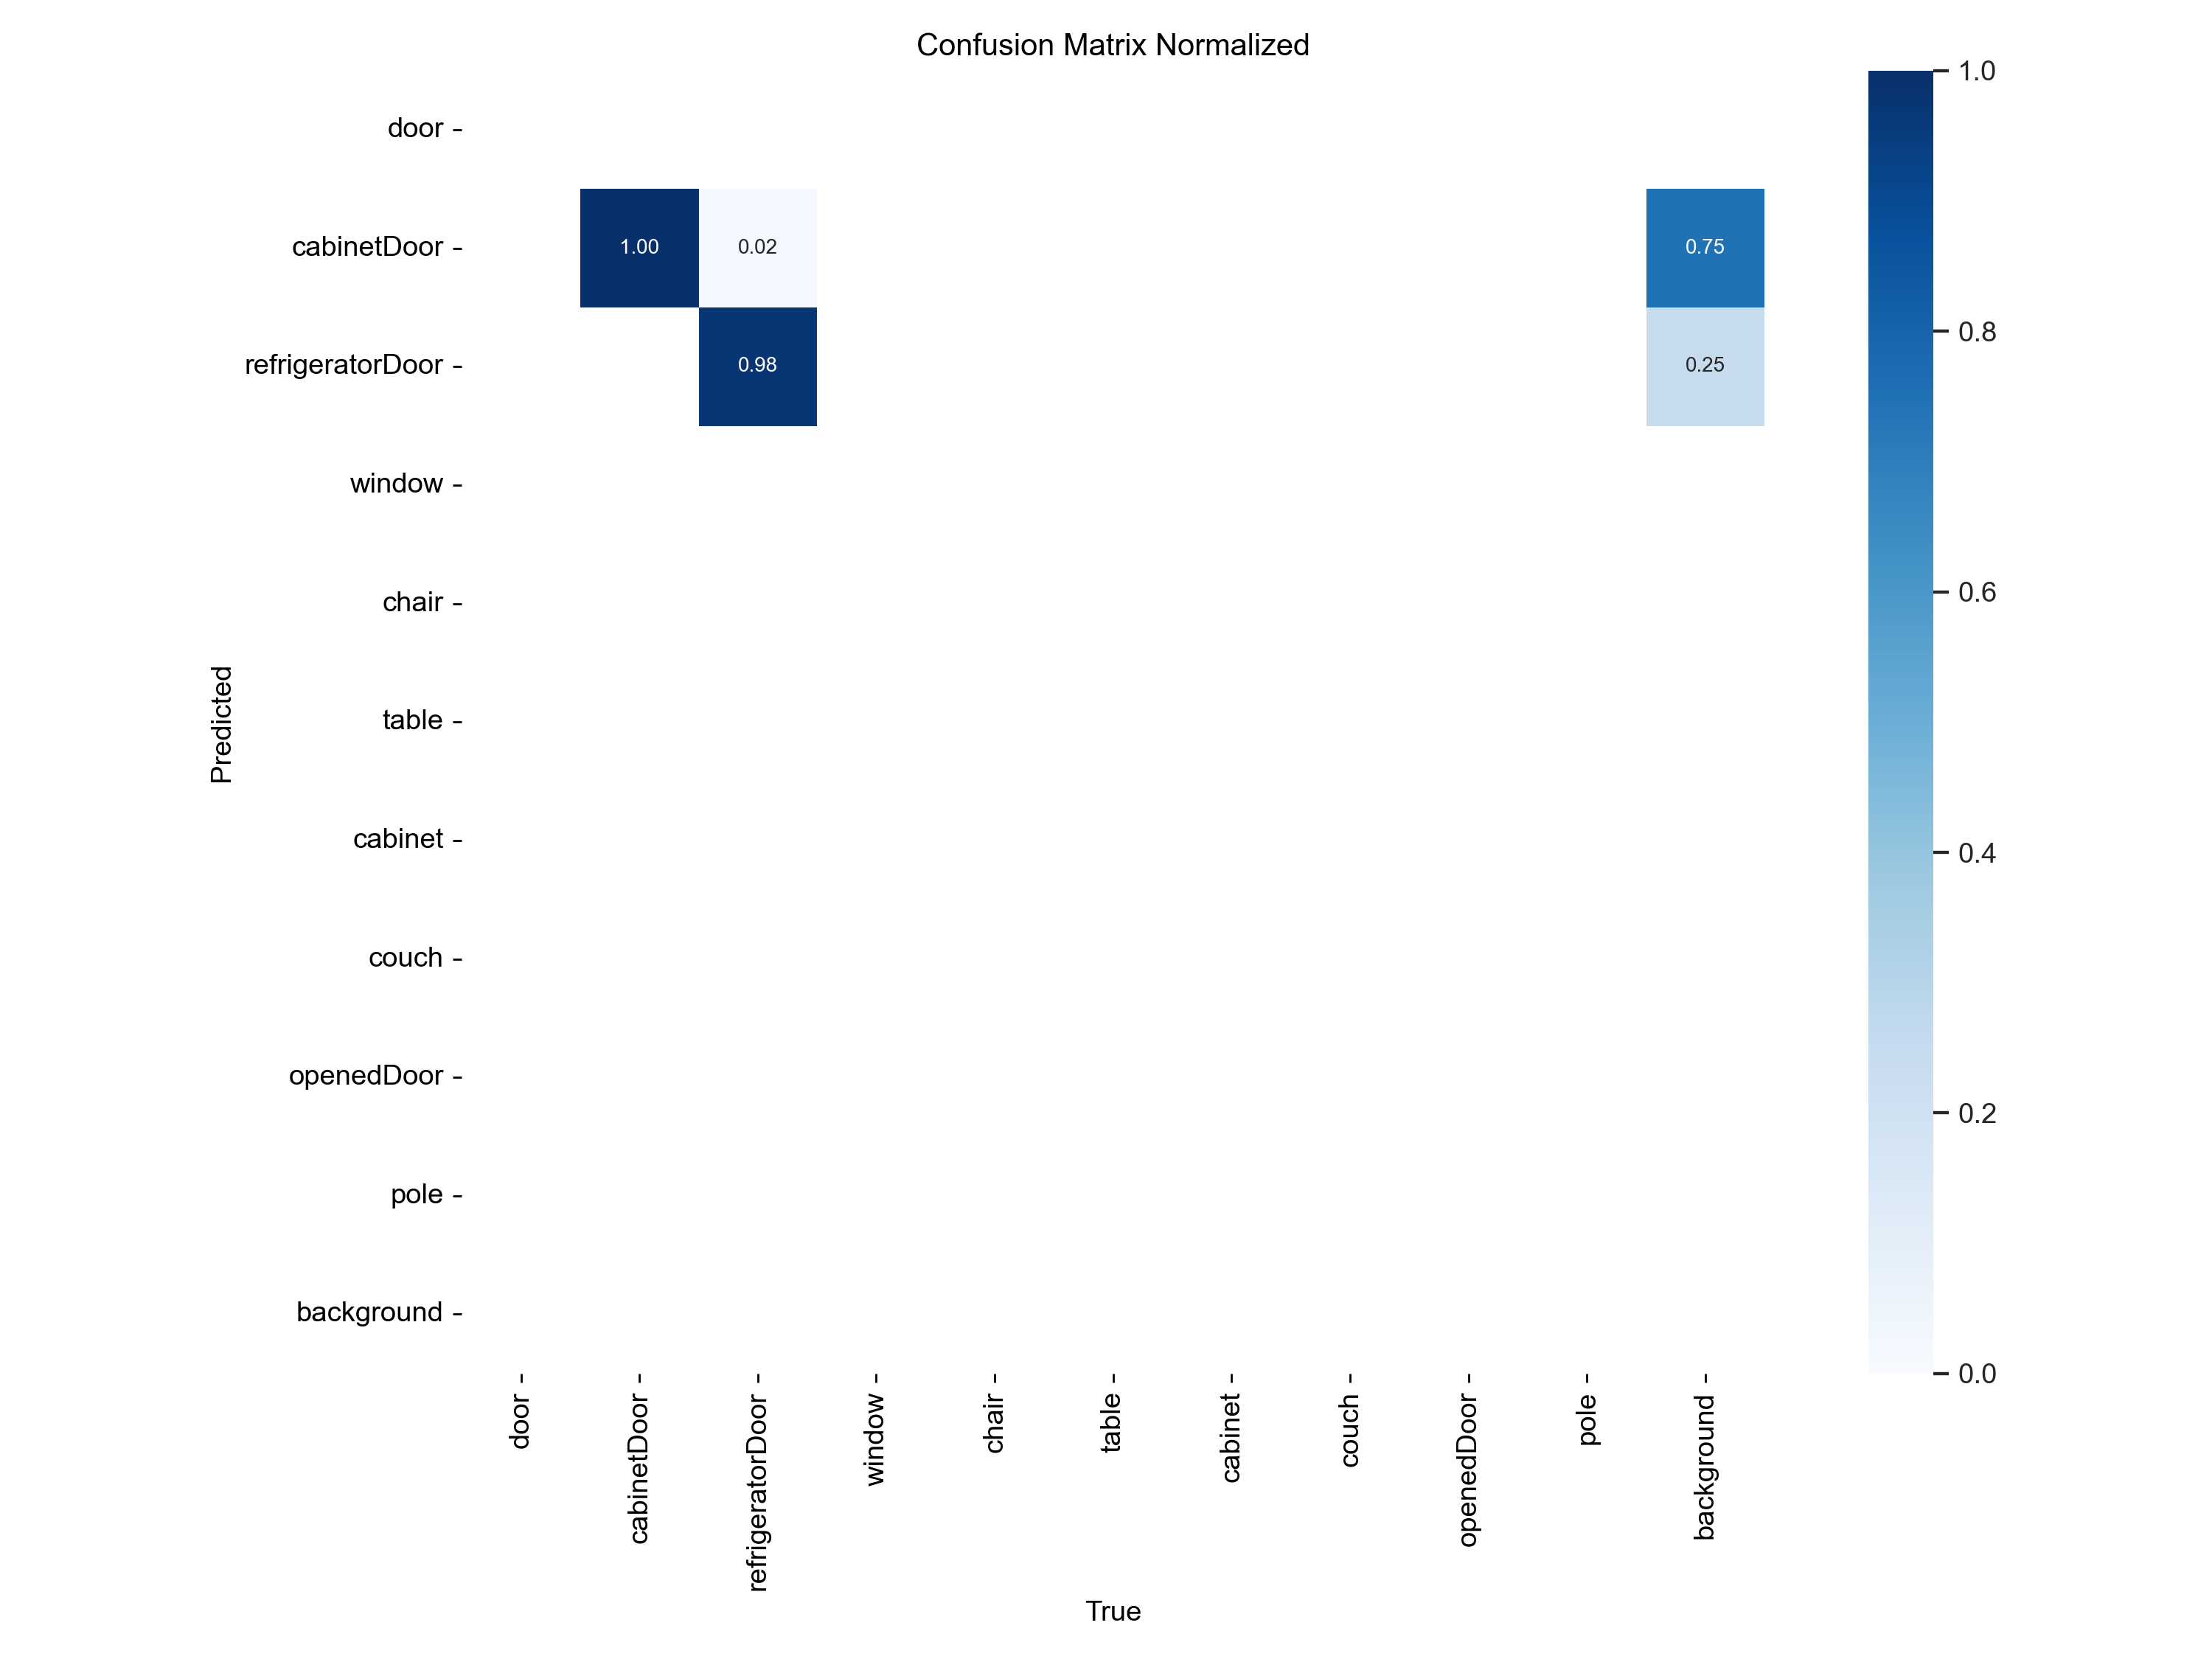 Confusion Matrix Normalized
door
cabinetDoor
refrigeratorDoor
window
chair
table
cabinet
couch
openedDoor
pole
background
Predicted
1.00 0.02 0.75
0.98 0.25
door
cabinetDoor
refrigeratorDoor
window
chair
table
cabinet
couch
openedDoor
pole
background
True
1.0
0.8
0.6
0.4
0.2
0.0